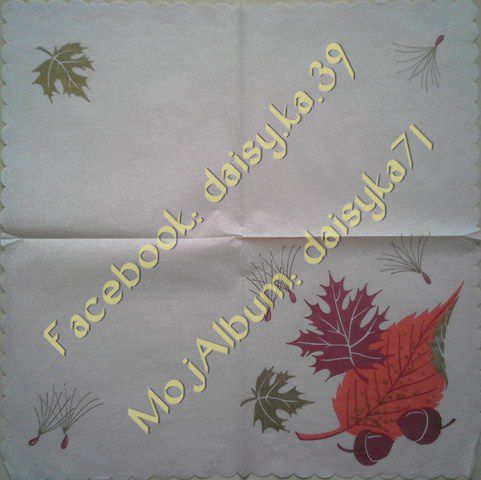 Facebook: daisy.ka.39
MojAlbum: daisyka71